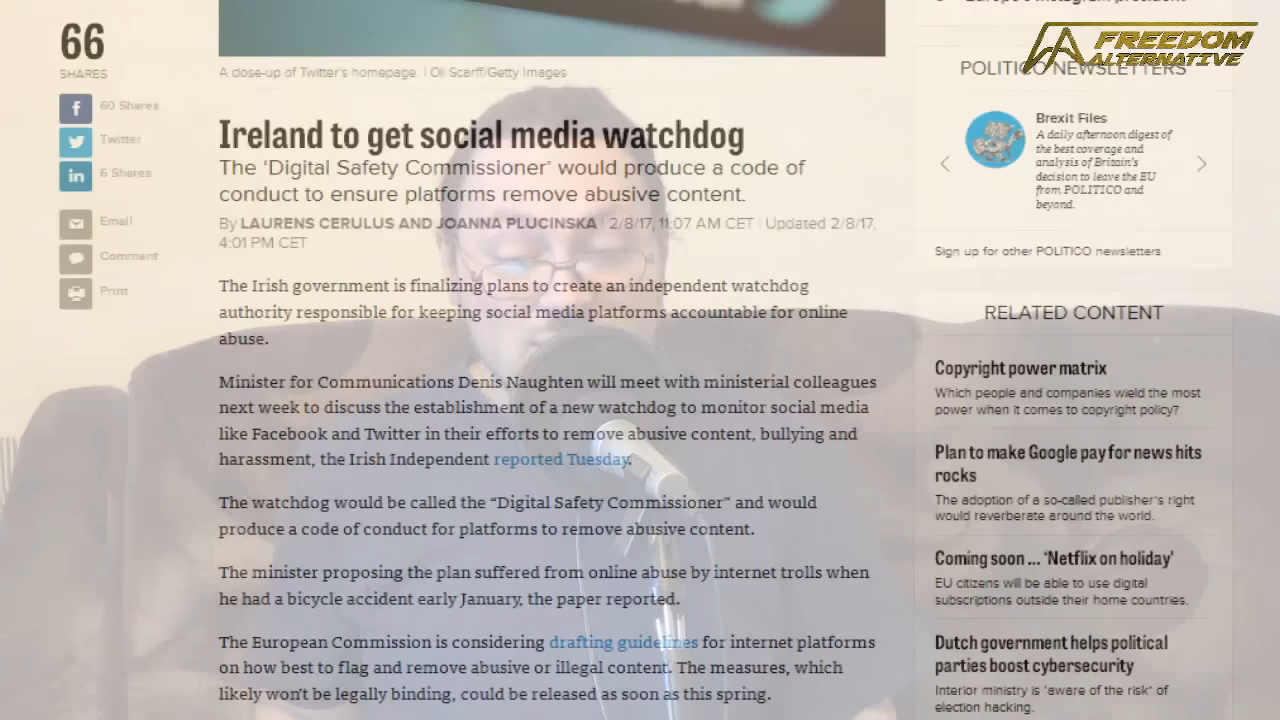 Europe's Instagram president
FREEDOM
ALTERNATIVE
66
SHARES
60 Shares
Twitter
6 Shares
Email
Comment
Print
A close-up of Twitter's homepage. | Oli Scarff/Getty Images
Ireland to get social media watchdog
The 'Digital Safety Commissioner' would produce a code of
conduct to ensure platforms remove abusive content.
By LAURENS CERULUS AND JOANNA PLUCINSKA | 2/8/17, 11:07 AM CET | Updated 2/8/17,
4:01 PM CET
The Irish government is finalizing plans to create an independent watchdog
authority responsible for keeping social media platforms accountable for online
abuse.
Minister for Communications Denis Naughten will meet with ministerial colleagues
next week to discuss the establishment of a new watchdog to monitor social media
like Facebook and Twitter in their efforts to remove abusive content, bullying and
harassment, the Irish Independent reported Tuesday.
The watchdog would be called the "Digital Safety Commissioner" and would
produce a code of conduct for platforms to remove abusive content.
The minister proposing the plan suffered from online abuse by internet trolls when
he had a bicycle accident early January, the paper reported.
The European Commission is considering drafting guidelines for internet platforms
on how best to flag and remove abusive or illegal content. The measures, which
likely won't be legally binding, could be released as soon as this spring.
POLITICO NEWSLETTERS
Brexit Files
A daily afternoon digest of
the best coverage and
analysis of Britain's
decision to leave the EU
from POLITICO and
beyond.
Sign up for other POLITICO newsletters
RELATED CONTENT
Copyright power matrix
Which people and companies wield the most
power when it comes to copyright policy?
Plan to make Google pay for news hits
rocks
The adoption of a so-called publisher's right
would reverberate around the world.
Coming soon ... 'Netflix on holiday'
EU citizens will be able to use digital
subscriptions outside their home countries.
Dutch government helps political
parties boost cybersecurity
Interior ministry is 'aware of the risk' of
election hacking.